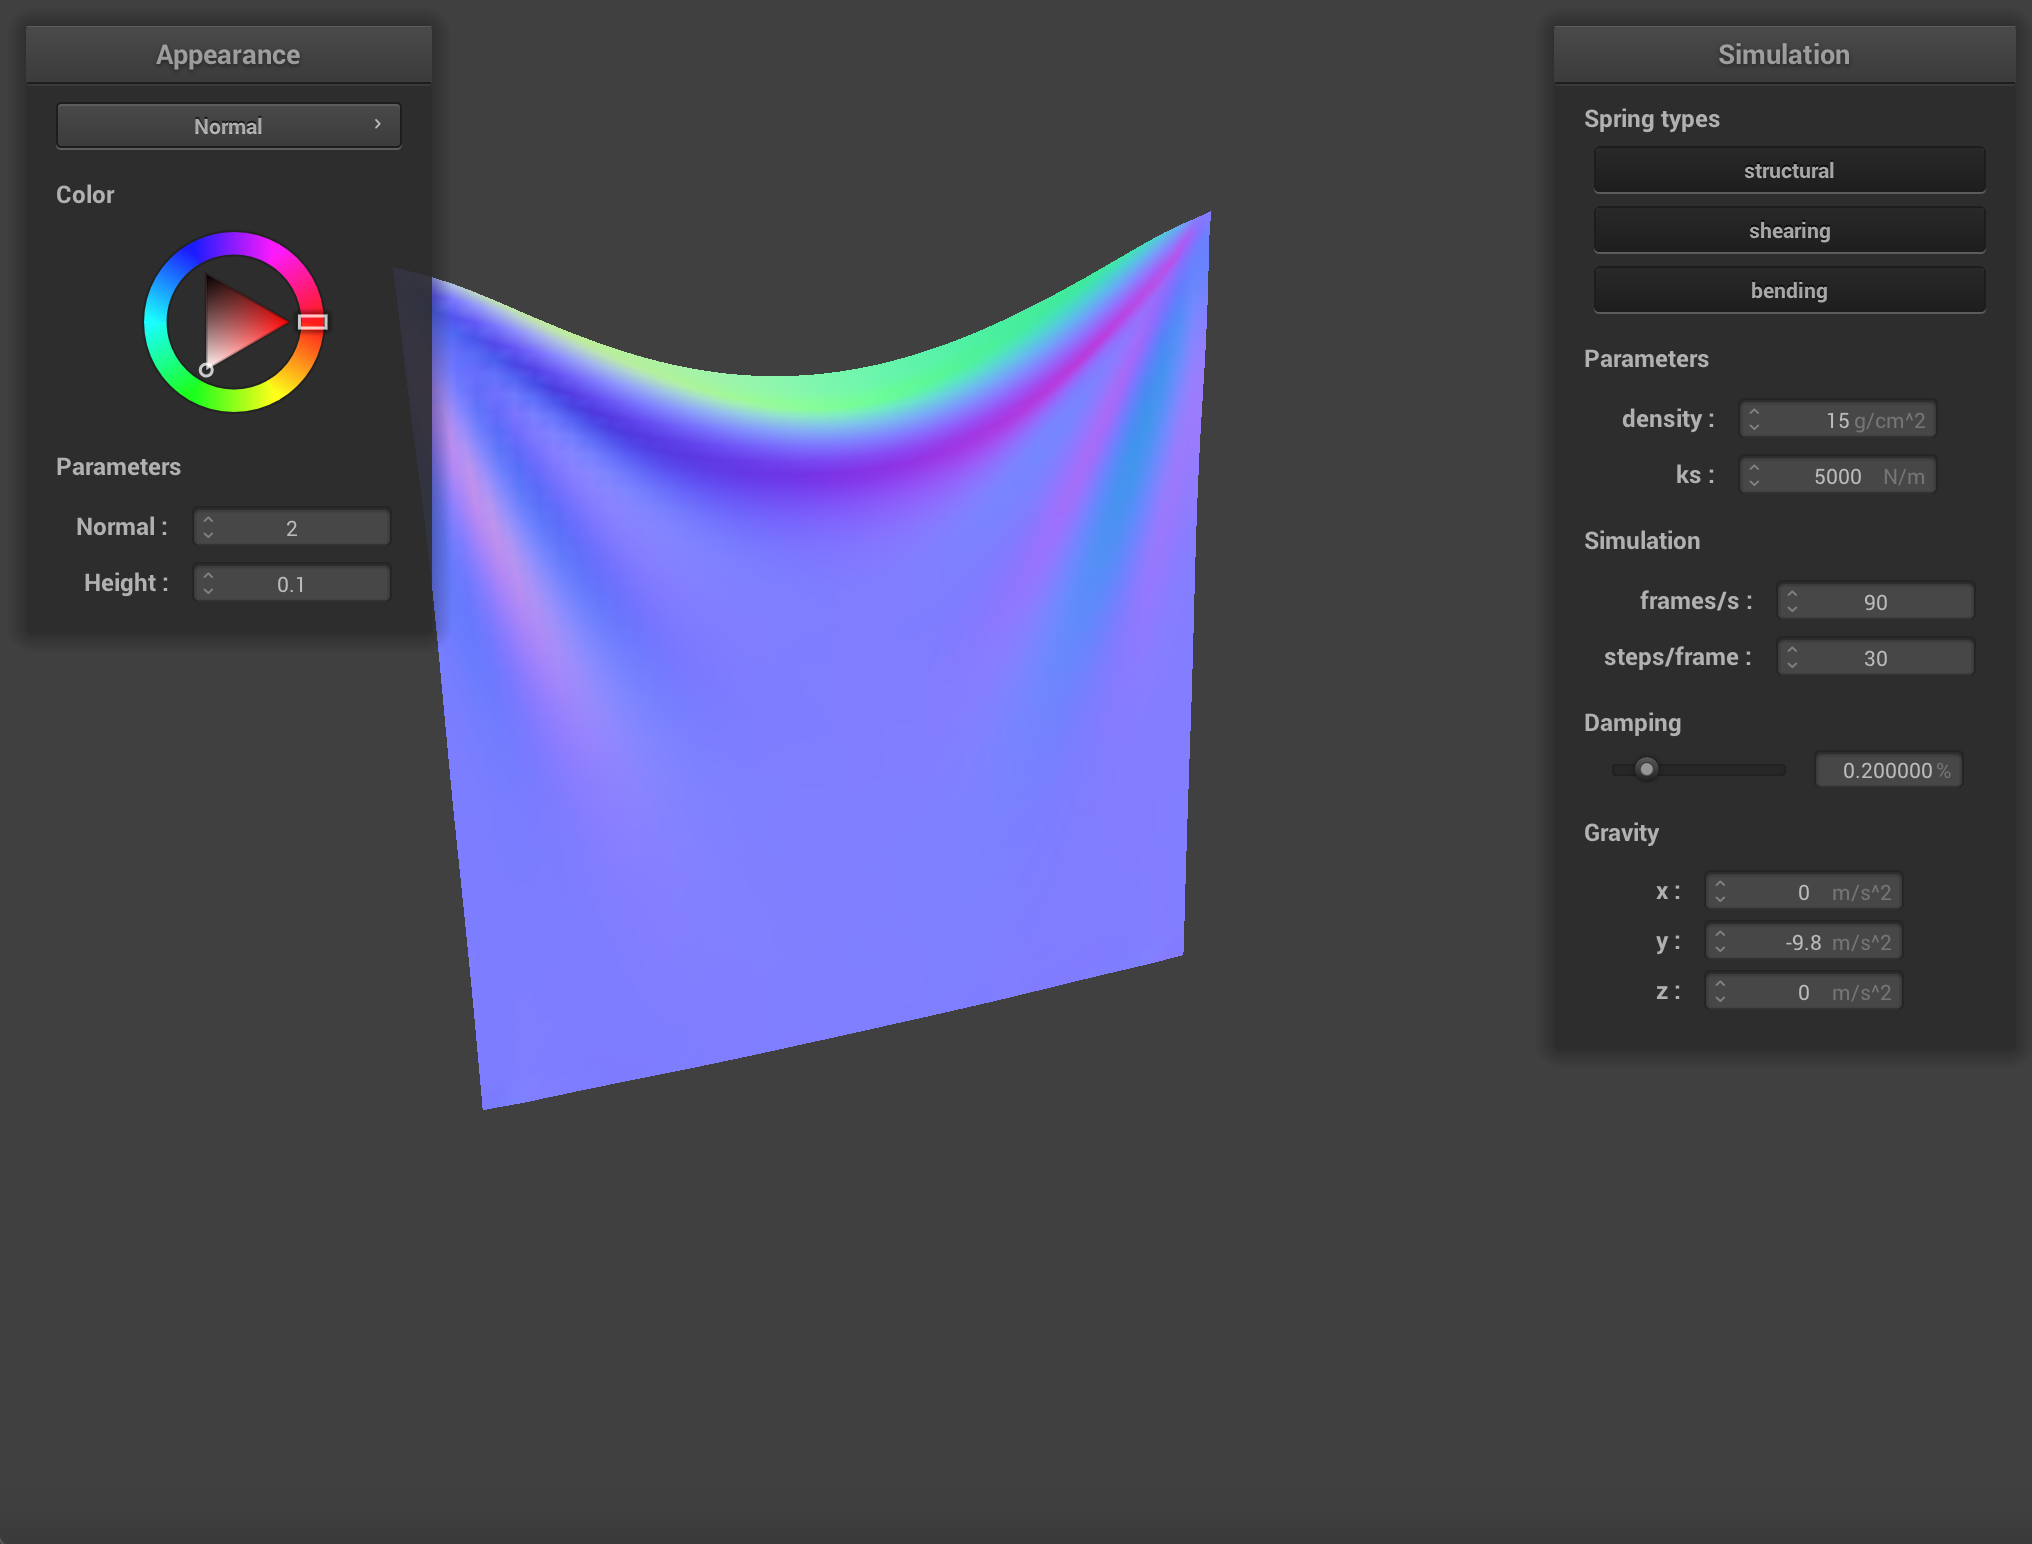 Appearance
Normal
Color
Parameters
Normal : 2
Height : 0.1
Simulation
Spring types
structural
shearing
bending
Parameters
density : 15 g/cm^2
ks : 5000 N/m
Simulation
frames/s : 90
steps/frame : 30
Damping
0.200000 %
Gravity
x : 0 m/s^2
y : -9.8 m/s^2
z : 0 m/s^2